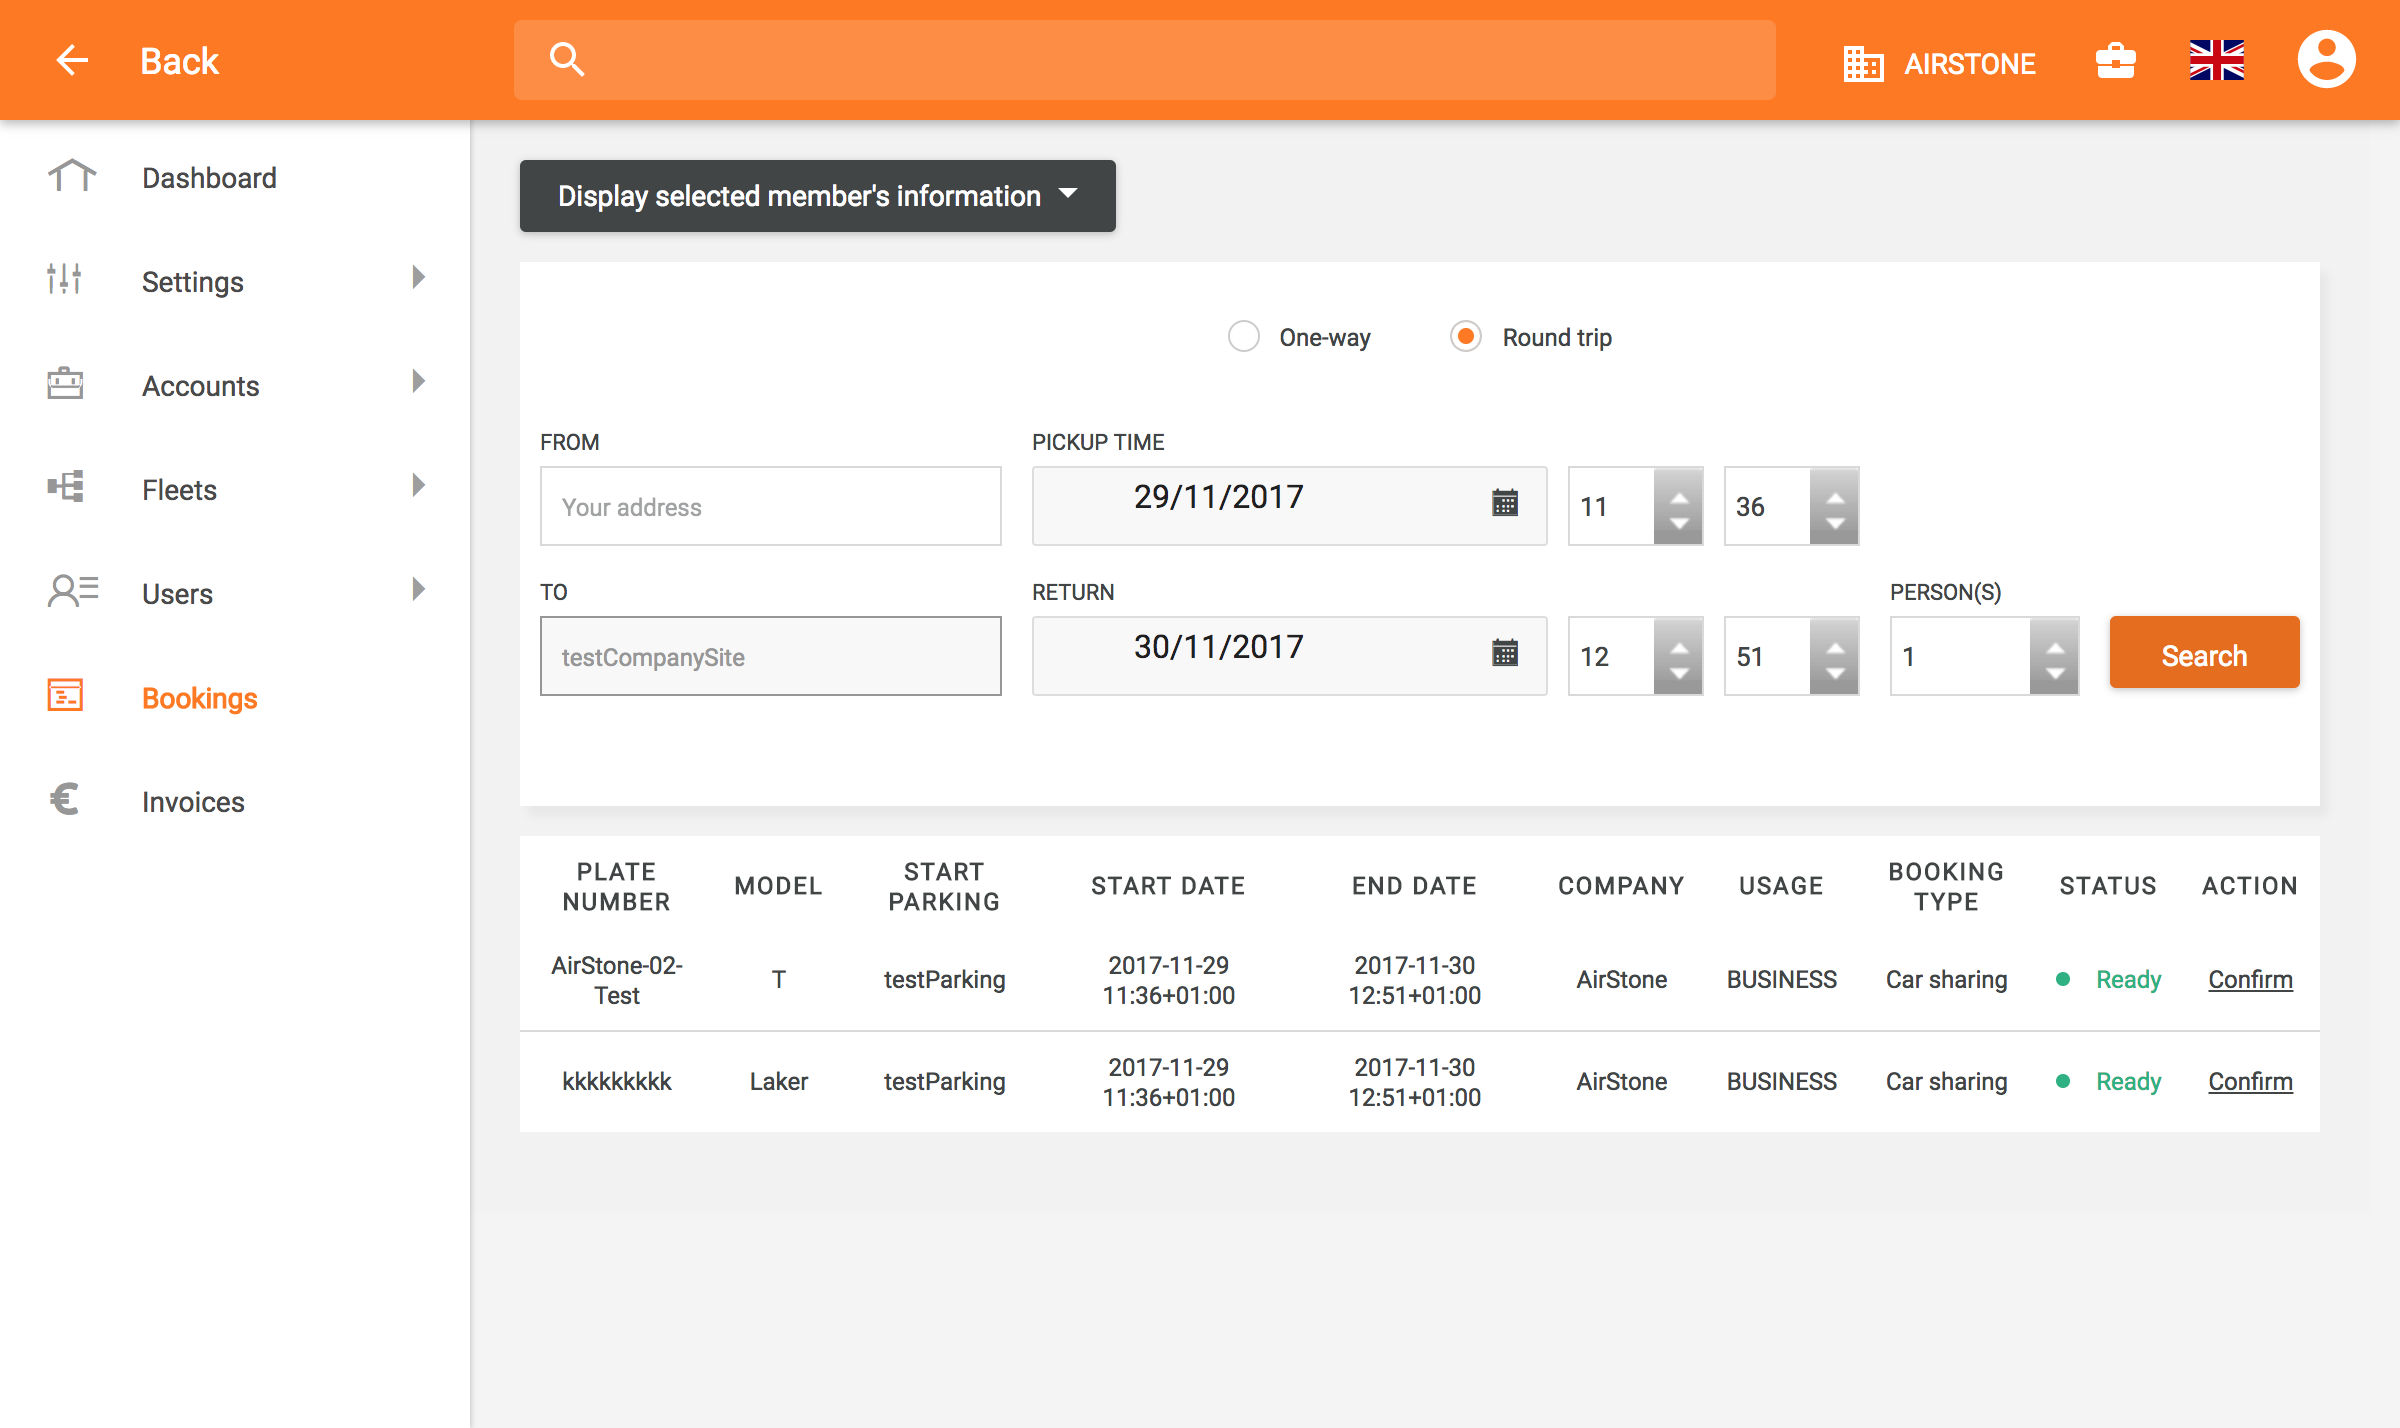 Back
AIRSTONE
Dashboard
Settings
Accounts
Fleets
Users
Bookings
Invoices
Display selected member's information
One-way
Round trip
FROM
PICKUP TIME
Your address
29/11/2017
11
36
TO
RETURN
PERSON(S)
testCompanySite
30/11/2017
12
51
1
Search
PLATE NUMBER
MODEL
START PARKING
START DATE
END DATE
COMPANY
USAGE
BOOKING TYPE
STATUS
ACTION
AirStone-02-Test
T
testParking
2017-11-29 11:36+01:00
2017-11-30 12:51+01:00
AirStone
BUSINESS
Car sharing
Ready
Confirm
kkkkkkkkk
Laker
testParking
2017-11-29 11:36+01:00
2017-11-30 12:51+01:00
AirStone
BUSINESS
Car sharing
Ready
Confirm